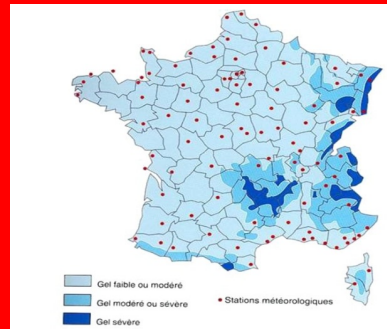 Gel faible ou modéré
Gel modéré ou sévère
Stations météorologiques
Gel sévère